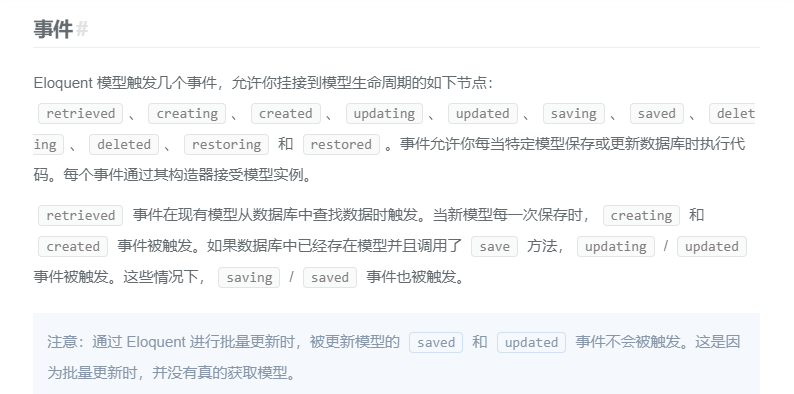 事件#
Eloquent 模型触发几个事件，允许你挂接到模型生命周期的如下节点：
retrieved 、 creating 、 created 、 updating 、 updated 、 saving 、 saved 、 delet
ing 、 deleted 、 restoring 和 restored 。事件允许你每当特定模型保存或更新数据库时执行代
码。每个事件通过其构造器接受模型实例。
retrieved 事件在现有模型从数据库中查找数据时触发。当新模型每一次保存时， creating 和
created 事件被触发。如果数据库中已经存在模型并且调用了 save 方法， updating / updated
事件被触发。这些情况下， saving / saved 事件也被触发。
注意：通过 Eloquent 进行批量更新时，被更新模型的 saved 和 updated 事件不会被触发。这是因
为批量更新时，并没有真的获取模型。